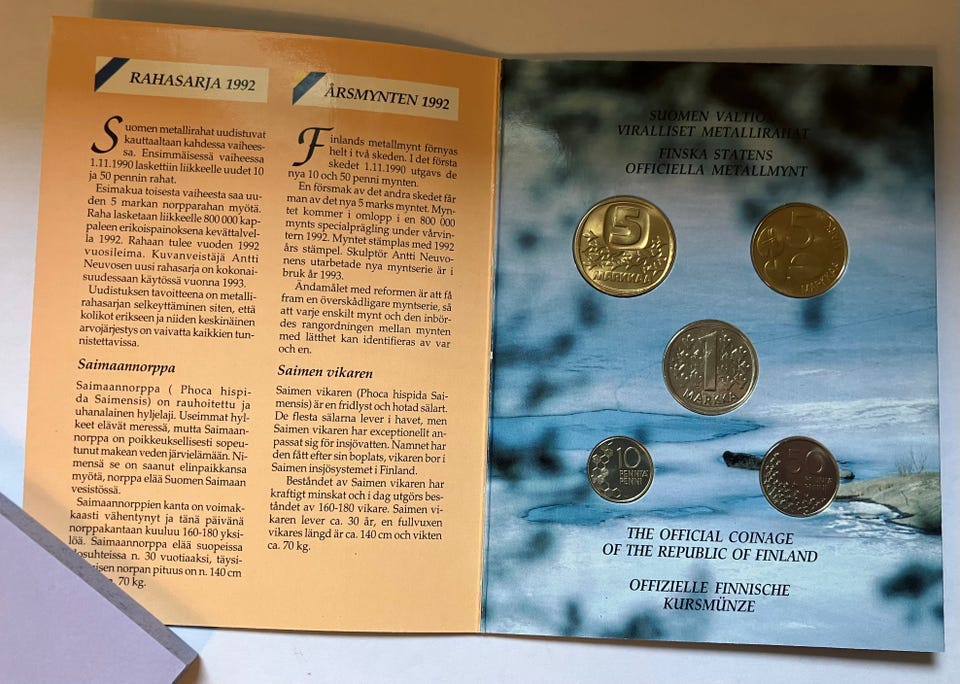 RAHASARJA 1992
Suomen metallirahat uudistuvat
kauttaaltaan kahdessa vaihees-
sa. Ensimmäisessä vaiheessa
1.11.1990 laskettiin liikkeelle uudet 10
ja 50 pennin rahat.
Esimakua toisesta vaiheesta saa uu-
den 5 markan norpparahan myötä.
Raha lasketaan liikkeelle 800 000 kap-
paleen erikoispainoksena kevättalvel-
la 1992. Rahaan tulee vuoden 1992
vuosileima. Kuvanveistäjä Antti
Neuvosen uusi rahasarja on kokonai-
suudessaan käytössä vuonna 1993.
Uudistuksen tavoitteena on metalli-
rahasarjan selkeyttäminen siten, että
kolikot erikseen ja niiden keskinäinen
arvojärjestys on vaivatta kaikkien tun-
nistettavissa.
Saimaannorppa
Saimaannorppa ( Phoca hispi-
da Saimensis) on rauhoitettu ja
uhanalainen hyljelaji. Useimmat hyl-
keet elävät meressä, mutta Saimaan
norppa on poikkeuksellisesti sopeu-
tunut makean veden järvielämään. Ni-
mensä se on saanut elinpaikkansa
myötä, norppa elää Suomen Saimaan
vesistössä.
Saimaannorppien kanta on voimak-
kaasti vähentynyt ja tänä päivänä
norppakantaan kuuluu 160-180 yksi-
löä. Saimaannorppa elää suopeissa
losuhteissa n. 30 vuotiaaksi, täysi-
isen norpan pituus on n. 140 cm
a. 70 kg.
ÅRSMYNTEN 1992
Finlands metallmynt förnyas
helt i två skeden. I det första
skedet 1.11.1990 utgavs de
nya 10 och 50 penni mynten.
En försmak av det andra skedet får
man av det nya 5 marks myntet. Myn-
tet kommer i omlopp i en 800 000
mynts specialprägling under vårvin-
tern 1992. Myntet stämplas med 1992
års stämpel. Skulptör Antti Neuvo-
nens utarbetade nya myntserie är i
bruk år 1993.
Ändamålet med reformen är att få
fram en överskådligare myntserie, så
att varje enskilt mynt och den inbör-
des rangordningen mellan mynten
med lätthet kan identifieras av var
och en.
Saimen vikaren
Saimen vikaren (Phoca hispida Sai-
mensis) är en fridlyst och hotad sälart.
De flesta sälarna lever i havet, men
Saimen vikaren har exceptionellt an-
passat sig för insjövatten. Namnet har
den fått efter sin boplats, vikaren bor i
Saimen insjösystemet i Finland.
Beståndet av Saimen vikaren har
kraftigt minskat och i dag utgörs be-
ståndet av 160-180 vikare. Saimen vi-
karen lever ca. 30 år, en fullvuxen
vikares längd är ca. 140 cm och vikten
ca. 70 kg.
SUOMEN VALTION
VIRALLISET METALLIRAHAT
FINSKA STATENS
OFFICIELLA METALLMYNT
5
MARKKAA
5
MARK
1
MARKKA
10
PENNIÄ
PENNI
50
THE OFFICIAL COINAGE
OF THE REPUBLIC OF FINLAND
OFFIZIELLE FINNISCHE
KURSMÜNZE